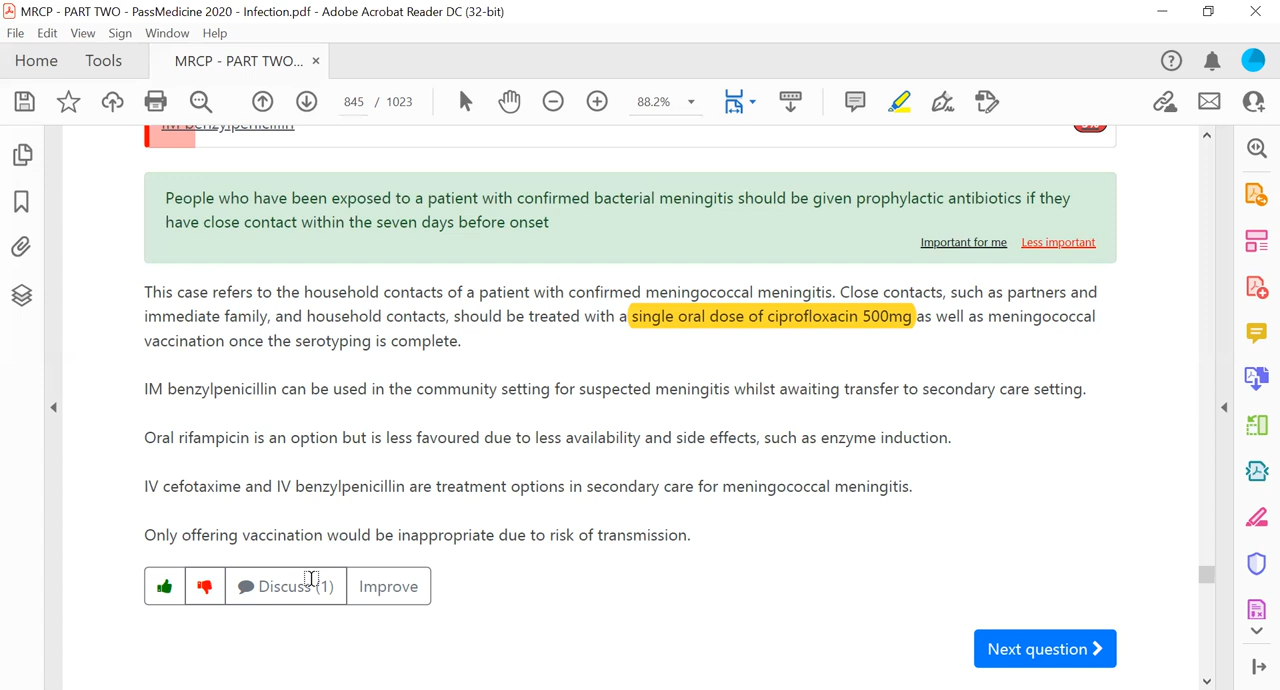 MRCP - PART TWO - PassMedicine 2020 - Infection.pdf - Adobe Acrobat Reader DC (32-bit)
File Edit View Sign Window Help
Home Tools MRCP - PART TWO... ×
845 / 1023 88.2%
IM benzylpenicillin
People who have been exposed to a patient with confirmed bacterial meningitis should be given prophylactic antibiotics if they
have close contact within the seven days before onset
Important for me Less important
This case refers to the household contacts of a patient with confirmed meningococcal meningitis. Close contacts, such as partners and
immediate family, and household contacts, should be treated with a single oral dose of ciprofloxacin 500mg as well as meningococcal
vaccination once the serotyping is complete.
IM benzylpenicillin can be used in the community setting for suspected meningitis whilst awaiting transfer to secondary care setting.
Oral rifampicin is an option but is less favoured due to less availability and side effects, such as enzyme induction.
IV cefotaxime and IV benzylpenicillin are treatment options in secondary care for meningococcal meningitis.
Only offering vaccination would be inappropriate due to risk of transmission.
Discuss (1) Improve
Next question